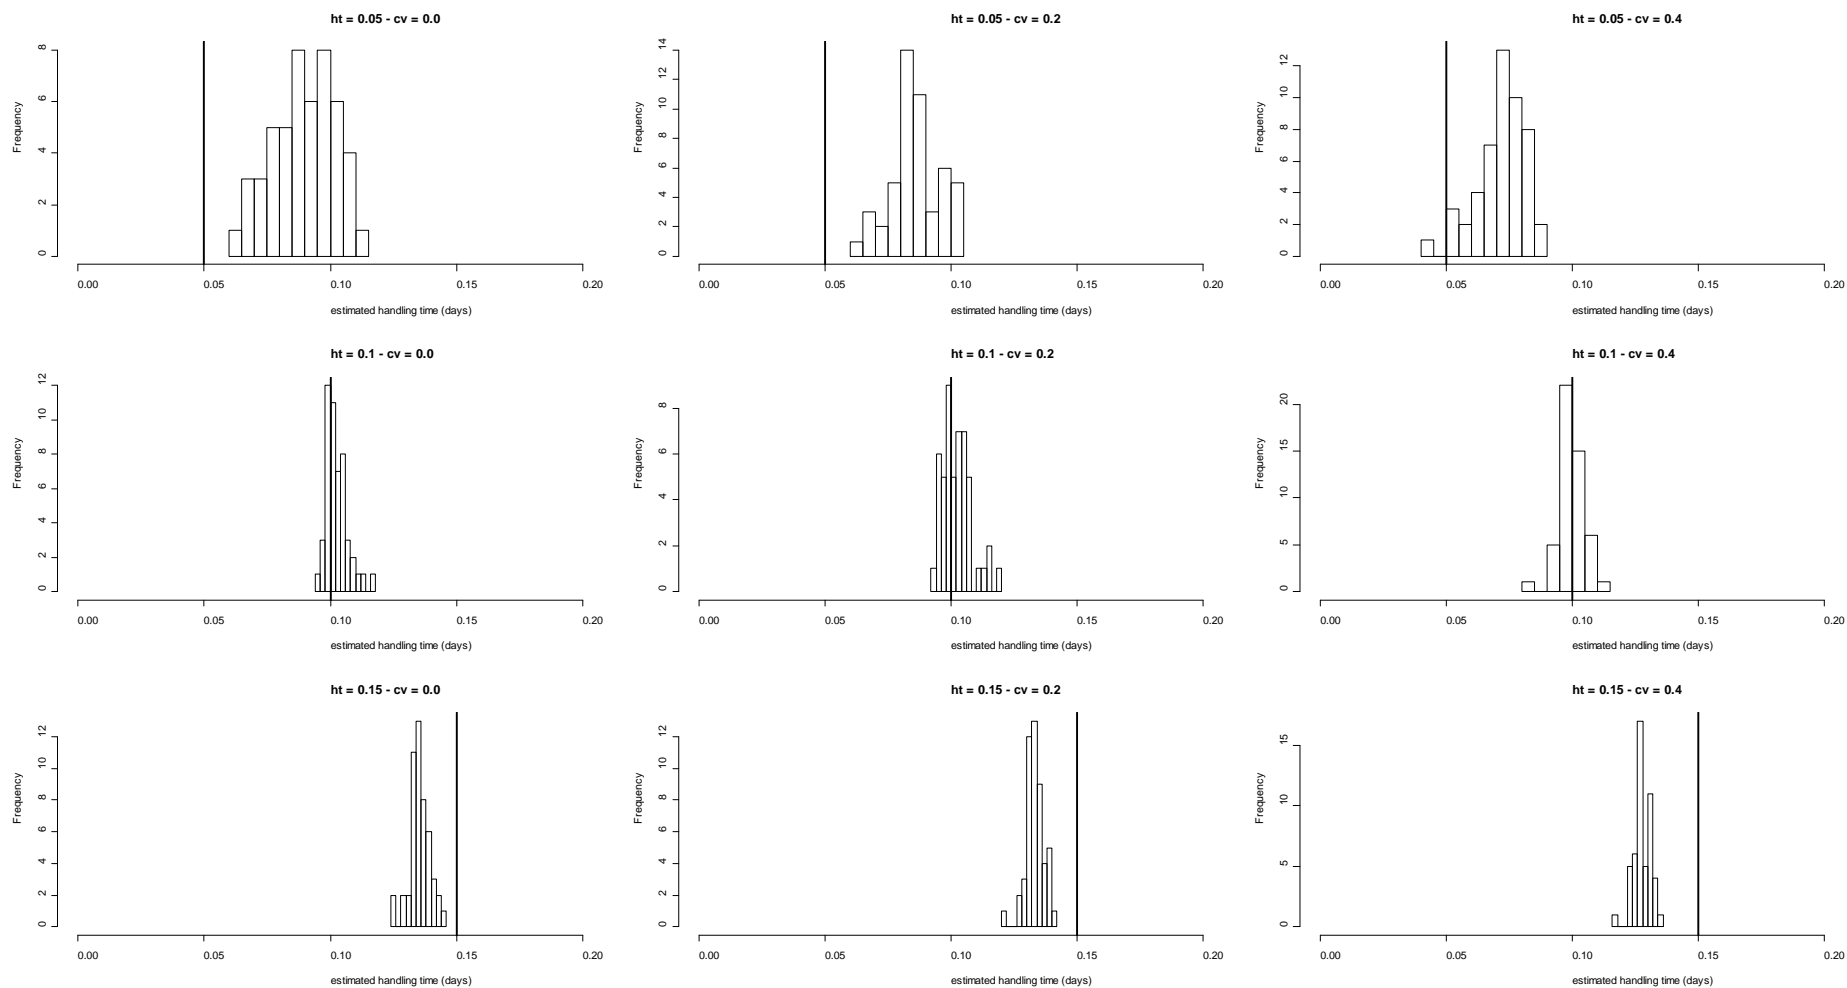 ht = 0.05 - cv = 0.0
Frequency
0 2 4 6 8
0.00 0.05 0.10 0.15 0.20
estimated handling time (days)
ht = 0.05 - cv = 0.2
Frequency
0 2 4 6 8 10 12 14
0.00 0.05 0.10 0.15 0.20
estimated handling time (days)
ht = 0.05 - cv = 0.4
Frequency
0 2 4 6 8 10 12
0.00 0.05 0.10 0.15 0.20
estimated handling time (days)
ht = 0.1 - cv = 0.0
Frequency
0 2 4 6 8 10 12
0.00 0.05 0.10 0.15 0.20
estimated handling time (days)
ht = 0.1 - cv = 0.2
Frequency
0 2 4 6 8
0.00 0.05 0.10 0.15 0.20
estimated handling time (days)
ht = 0.1 - cv = 0.4
Frequency
0 5 10 15 20
0.00 0.05 0.10 0.15 0.20
estimated handling time (days)
ht = 0.15 - cv = 0.0
Frequency
0 2 4 6 8 10 12
0.00 0.05 0.10 0.15 0.20
estimated handling time (days)
ht = 0.15 - cv = 0.2
Frequency
0 2 4 6 8 10 12
0.00 0.05 0.10 0.15 0.20
estimated handling time (days)
ht = 0.15 - cv = 0.4
Frequency
0 5 10 15
0.00 0.05 0.10 0.15 0.20
estimated handling time (days)